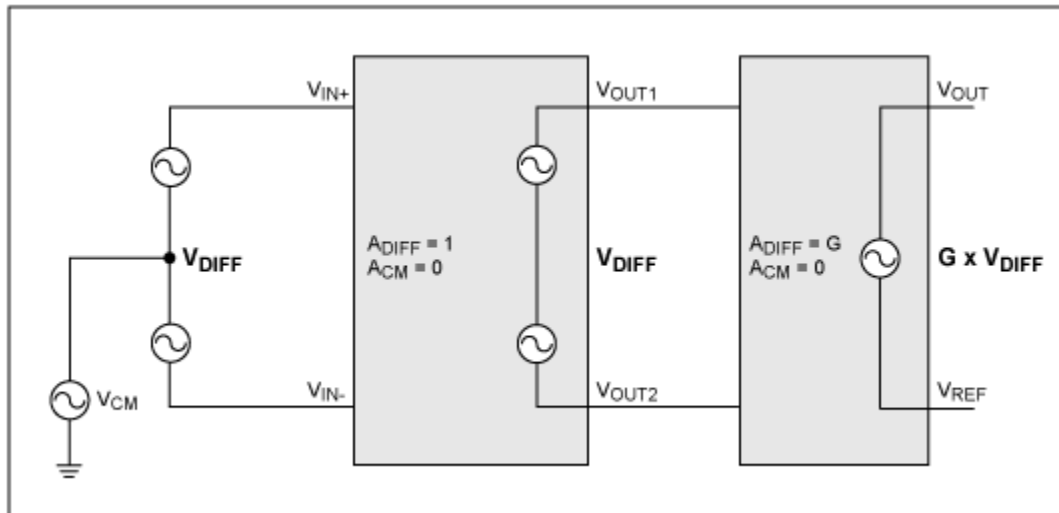 VIN+
VOUT1
VOUT
ADIFF = 1
ACM = 0
VDIFF
VDIFF
ADIFF = G
ACM = 0
G x VDIFF
VCM
VIN-
VOUT2
VREF